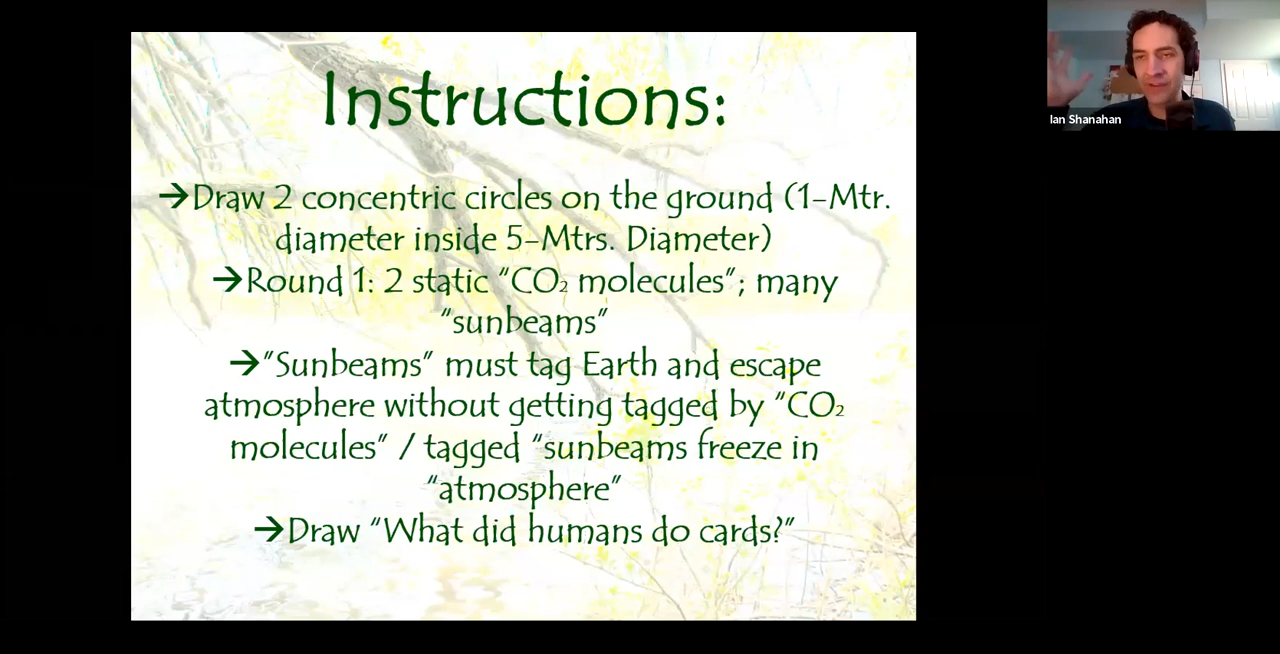 Instructions:
→Draw 2 concentric circles on the ground (1-Mtr.
diameter inside 5-Mtrs. Diameter)
→Round 1: 2 static “CO₂ molecules”; many
“sunbeams”
→”Sunbeams” must tag Earth and escape
atmosphere without getting tagged by “CO₂
molecules” / tagged “sunbeams freeze in
“atmosphere”
→Draw “What did humans do cards?”
Ian Shanahan